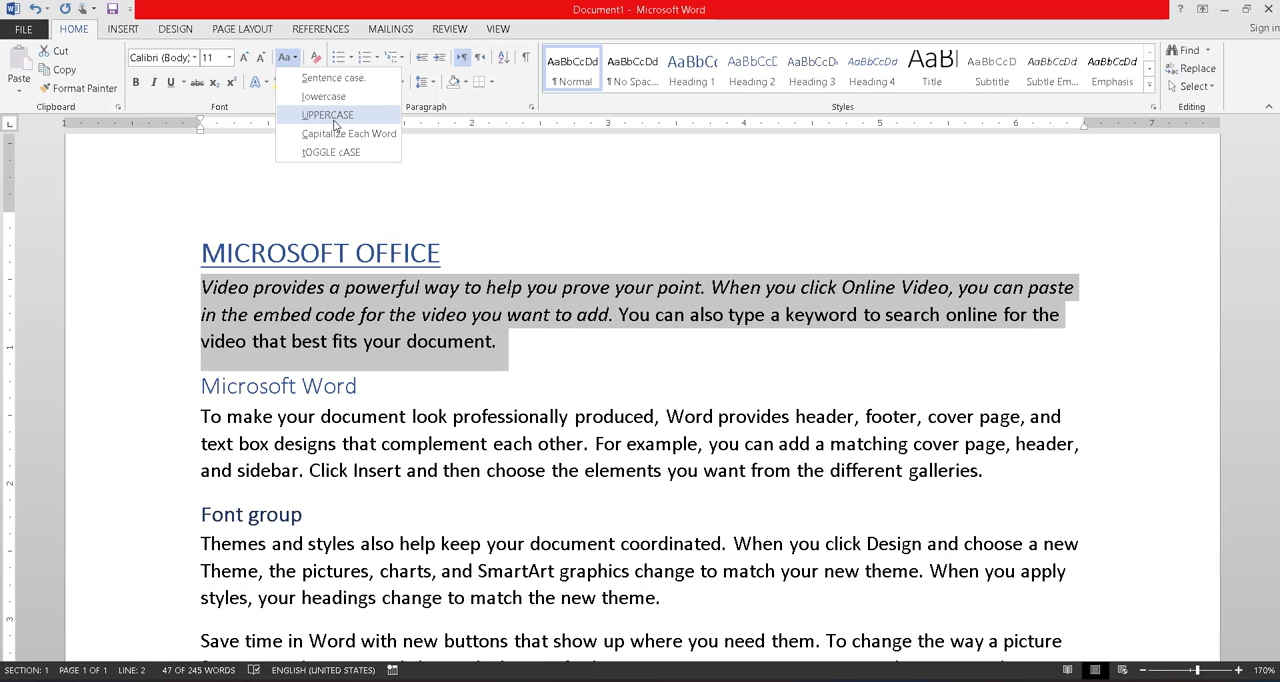 Document1 - Microsoft Word
Sign in
FILE HOME INSERT DESIGN PAGE LAYOUT REFERENCES MAILINGS REVIEW VIEW
Paste
Cut
Copy
Format Painter
Clipboard
Calibri (Body) 11
Font
Sentence case.
lowercase
UPPERCASE
Capitalize Each Word
tOGGLE cASE
Paragraph
AaBbCcDd AaBbCcDd AaBbCc AaBbCcDd AaBbCcD AaBbCcDd AaB AaBbCcD AaBbCcDd AaBbCcDd
¶ Normal ¶ No Spac... Heading 1 Heading 2 Heading 3 Heading 4 Title Subtitle Subtle Em... Emphasis
Styles
Find
Replace
Select
Editing
1 2 3 4 5 6 7
MICROSOFT OFFICE
Video provides a powerful way to help you prove your point. When you click Online Video, you can paste
in the embed code for the video you want to add. You can also type a keyword to search online for the
video that best fits your document.
Microsoft Word
To make your document look professionally produced, Word provides header, footer, cover page, and
text box designs that complement each other. For example, you can add a matching cover page, header,
and sidebar. Click Insert and then choose the elements you want from the different galleries.
Font group
Themes and styles also help keep your document coordinated. When you click Design and choose a new
Theme, the pictures, charts, and SmartArt graphics change to match your new theme. When you apply
styles, your headings change to match the new theme.
Save time in Word with new buttons that show up where you need them. To change the way a picture
SECTION: 1 PAGE 1 OF 1 LINE: 2 47 OF 245 WORDS ENGLISH (UNITED STATES) 170%